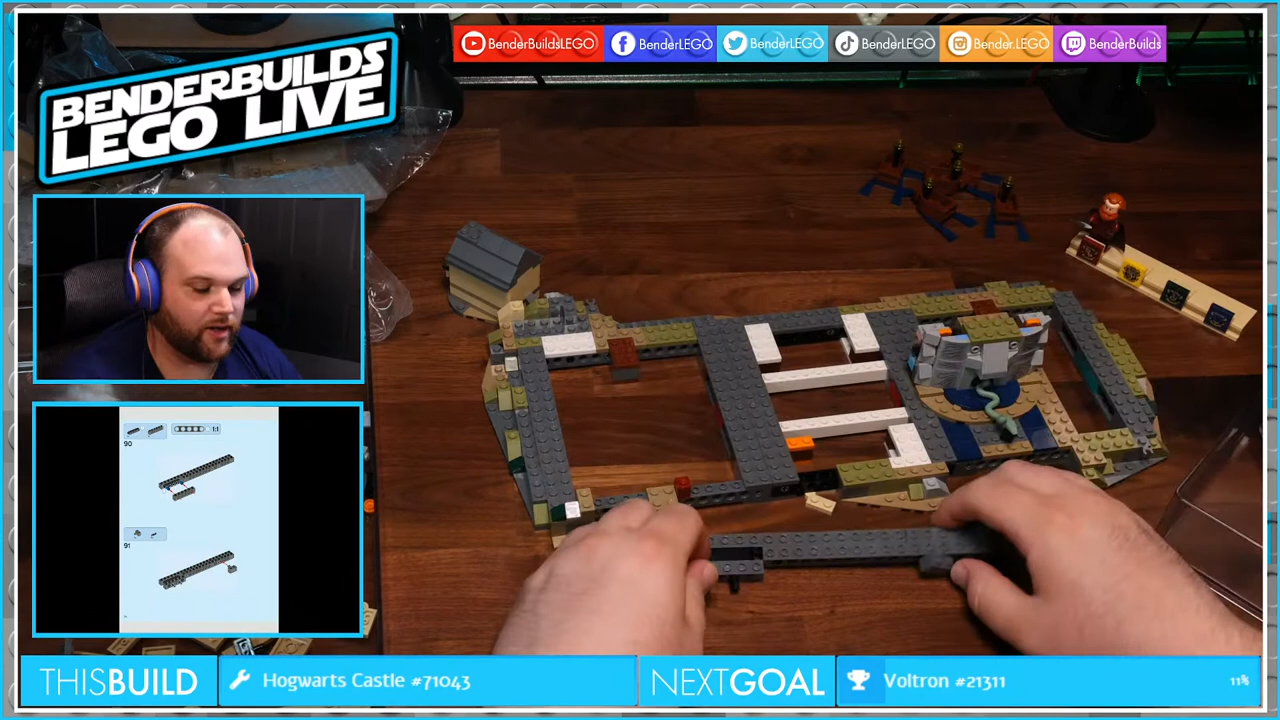 BENDERBUILDS
LEGO LIVE
BenderBuildsLEGO
BenderLEGO
BenderLEGO
BenderLEGO
Bender.LEGO
BenderBuilds
1:1
90
91
THISBUILD
Hogwarts Castle #71043
NEXTGOAL
Voltron #21311
11%